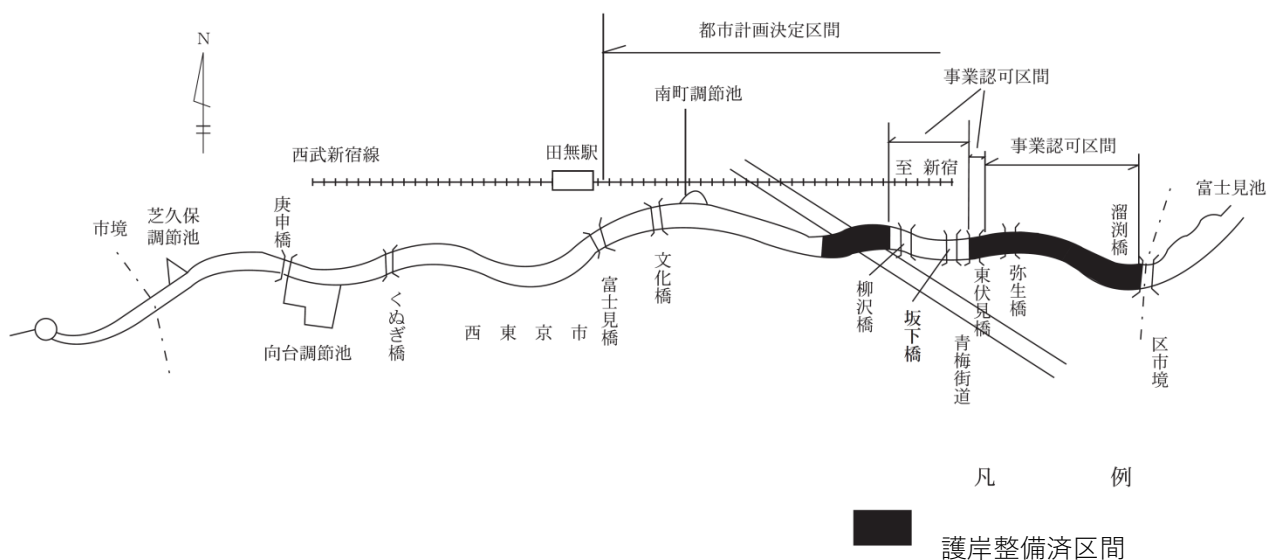 都市計画決定区間
N
事業認可区間
南町調節池
事業認可区間
西武新宿線
田無駅
至 新宿
富士見池
市境
芝久保
調節池
庚申橋
溜渕橋
文化橋
富士見橋
くぬぎ橋
向台調節池
西東京市
柳沢橋
坂下橋
東伏見橋
弥生橋
青梅街道
区市境
凡 例
護岸整備済区間